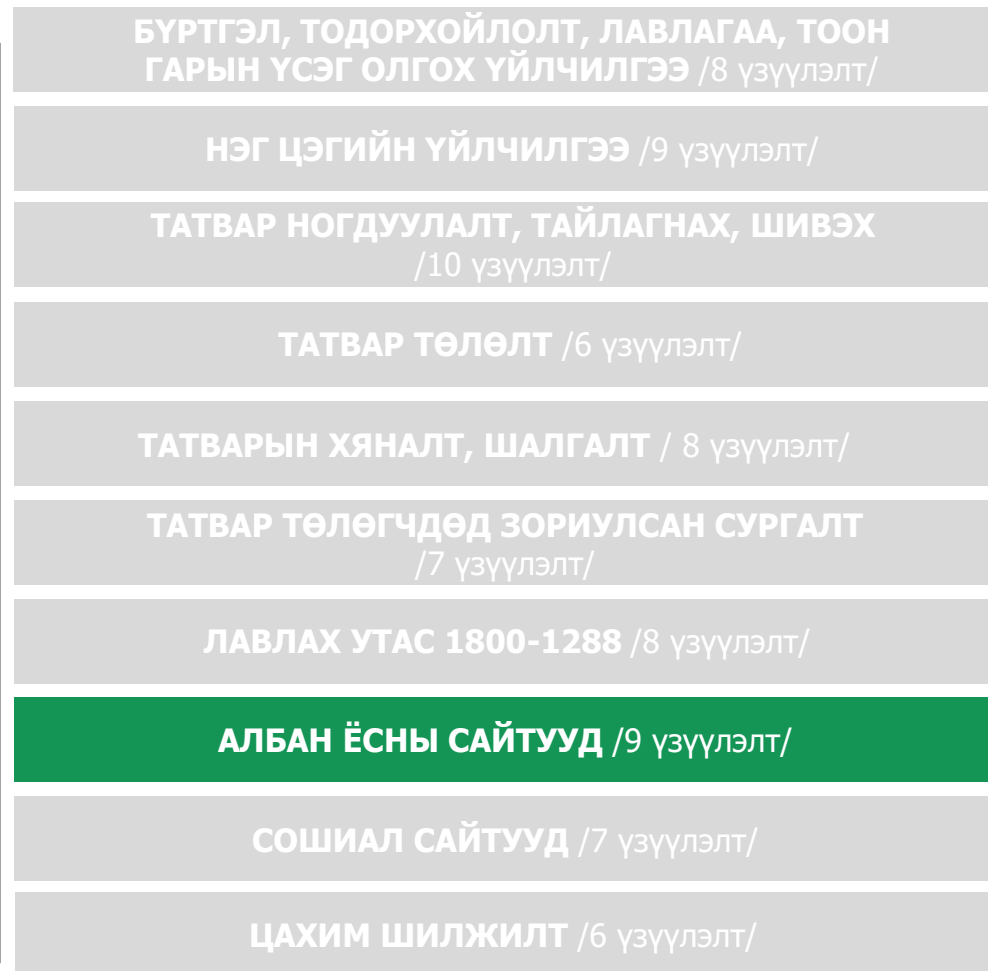 БҮРТГЭЛ, ТОДОРХОЙЛОЛТ, ЛАВЛАГАА, ТООН
ГАРЫН ҮСЭГ ОЛГОХ ҮЙЛЧИЛГЭЭ /8 үзүүлэлт/
НЭГ ЦЭГИЙН ҮЙЛЧИЛГЭЭ /9 үзүүлэлт/
ТАТВАР НОГДУУЛАЛТ, ТАЙЛАГНАХ, ШИВЭХ
/10 үзүүлэлт/
ТАТВАР ТӨЛӨЛТ /6 үзүүлэлт/
ТАТВАРЫН ХЯНАЛТ, ШАЛГАЛТ / 8 үзүүлэлт/
ТАТВАР ТӨЛӨГЧДӨД ЗОРИУЛСАН СУРГАЛТ
/7 үзүүлэлт/
ЛАВЛАХ УТАС 1800-1288 /8 үзүүлэлт/
АЛБАН ЁСНЫ САЙТУУД /9 үзүүлэлт/
СОШИАЛ САЙТУУД /7 үзүүлэлт/
ЦАХИМ ШИЛЖИЛТ /6 үзүүлэлт/